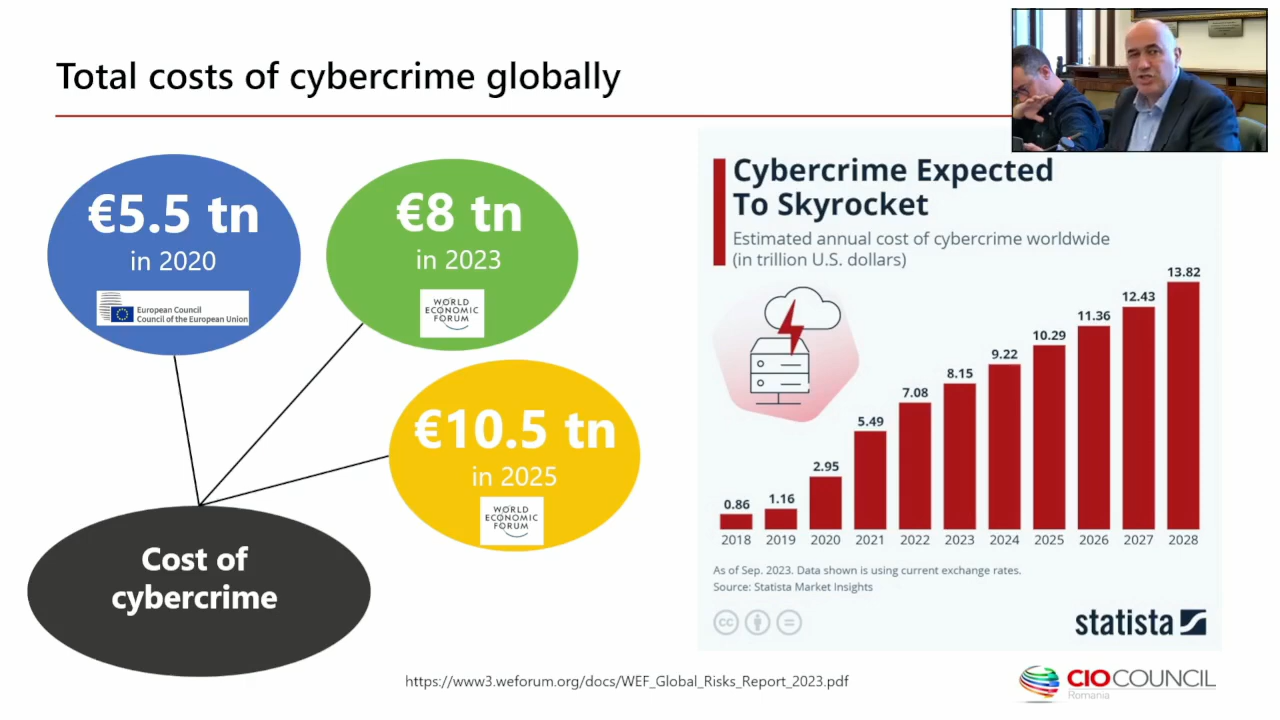 Total costs of cybercrime globally
€5.5 tn
in 2020
European Council
Council of the European Union
€8 tn
in 2023
WORLD
ECONOMIC
FORUM
€10.5 tn
in 2025
WORLD
ECONOMIC
FORUM
Cost of
cybercrime
Cybercrime Expected
To Skyrocket
Estimated annual cost of cybercrime worldwide
(in trillion U.S. dollars)
0.86
1.16
2.95
5.49
7.08
8.15
9.22
10.29
11.36
12.43
13.82
2018 2019 2020 2021 2022 2023 2024 2025 2026 2027 2028
As of Sep. 2023. Data shown is using current exchange rates.
Source: Statista Market Insights
cc
statista
https://www3.weforum.org/docs/WEF_Global_Risks_Report_2023.pdf
CIO COUNCIL
Romania